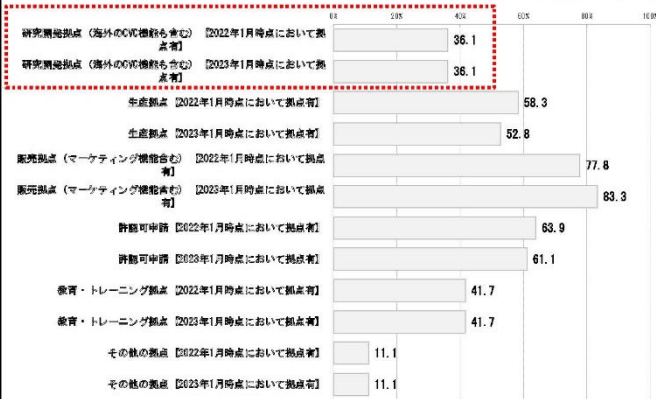 0% 20% 40% 60% 80% 100%
研究開発拠点（海外のCVC機能も含む）【2022年1月時点において拠
点有】
36.1
研究開発拠点（海外のCVC機能も含む）【2023年1月時点において拠
点有】
36.1
生産拠点【2022年1月時点において拠点有】
58.3
生産拠点【2023年1月時点において拠点有】
52.8
販売拠点（マーケティング機能含む）【2022年1月時点において拠点
有】
77.8
販売拠点（マーケティング機能含む）【2023年1月時点において拠点
有】
83.3
許認可申請【2022年1月時点において拠点有】
63.9
許認可申請【2023年1月時点において拠点有】
61.1
教育・トレーニング拠点【2022年1月時点において拠点有】
41.7
教育・トレーニング拠点【2023年1月時点において拠点有】
41.7
その他の拠点【2022年1月時点において拠点有】
11.1
その他の拠点【2023年1月時点において拠点有】
11.1